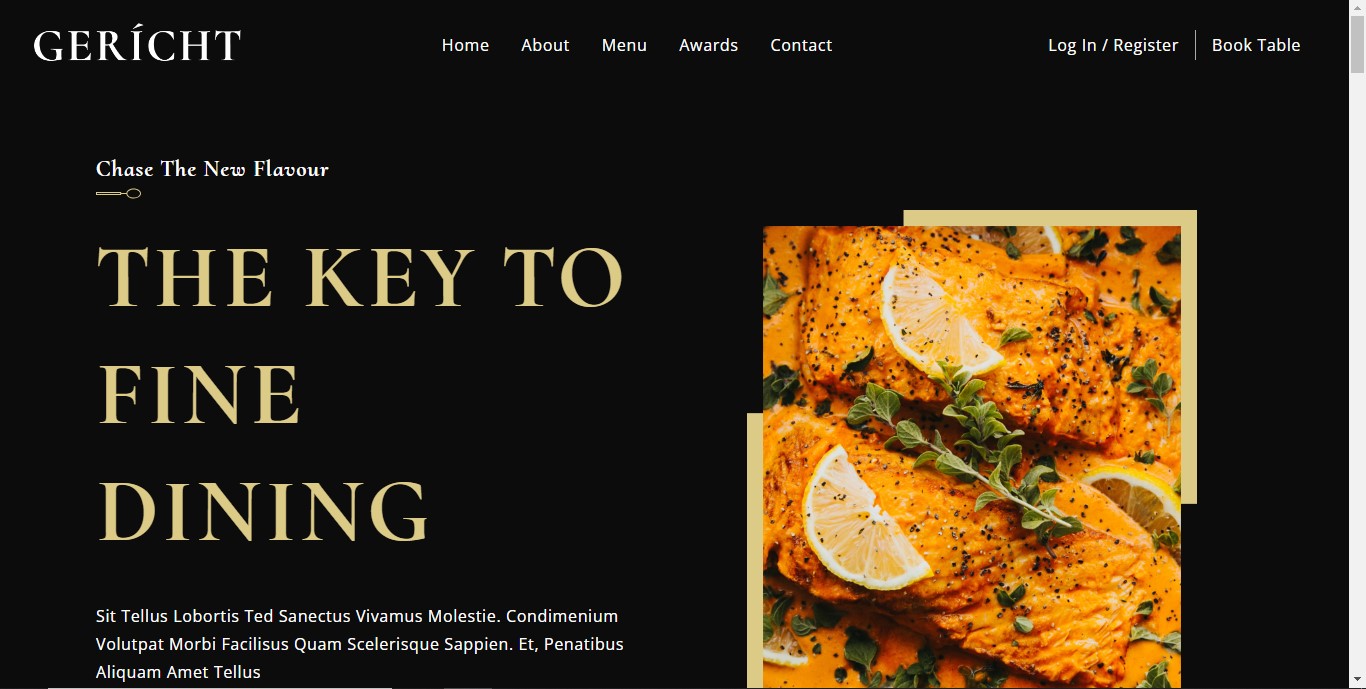 GERÍCHT
Home About Menu Awards Contact
Log In / Register Book Table
Chase The New Flavour
THE KEY TO
FINE
DINING
Sit Tellus Lobortis Ted Sanectus Vivamus Molestie. Condimenium
Volutpat Morbi Facilisus Quam Scelerisque Sappien. Et, Penatibus
Aliquam Amet Tellus